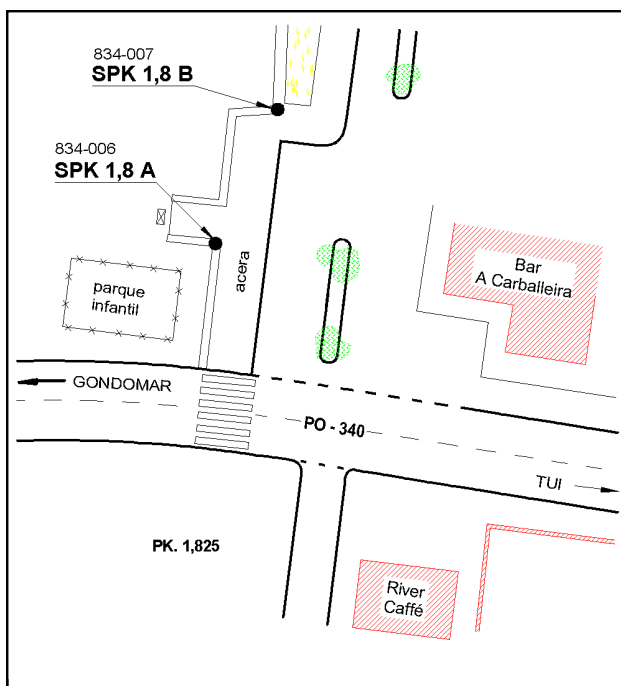 834-007
SPK 1,8 B
834-006
SPK 1,8 A
acera
parque
infantil
Bar
A Carballeira
GONDOMAR
PO - 340
TUI
PK. 1,825
River
Caffé